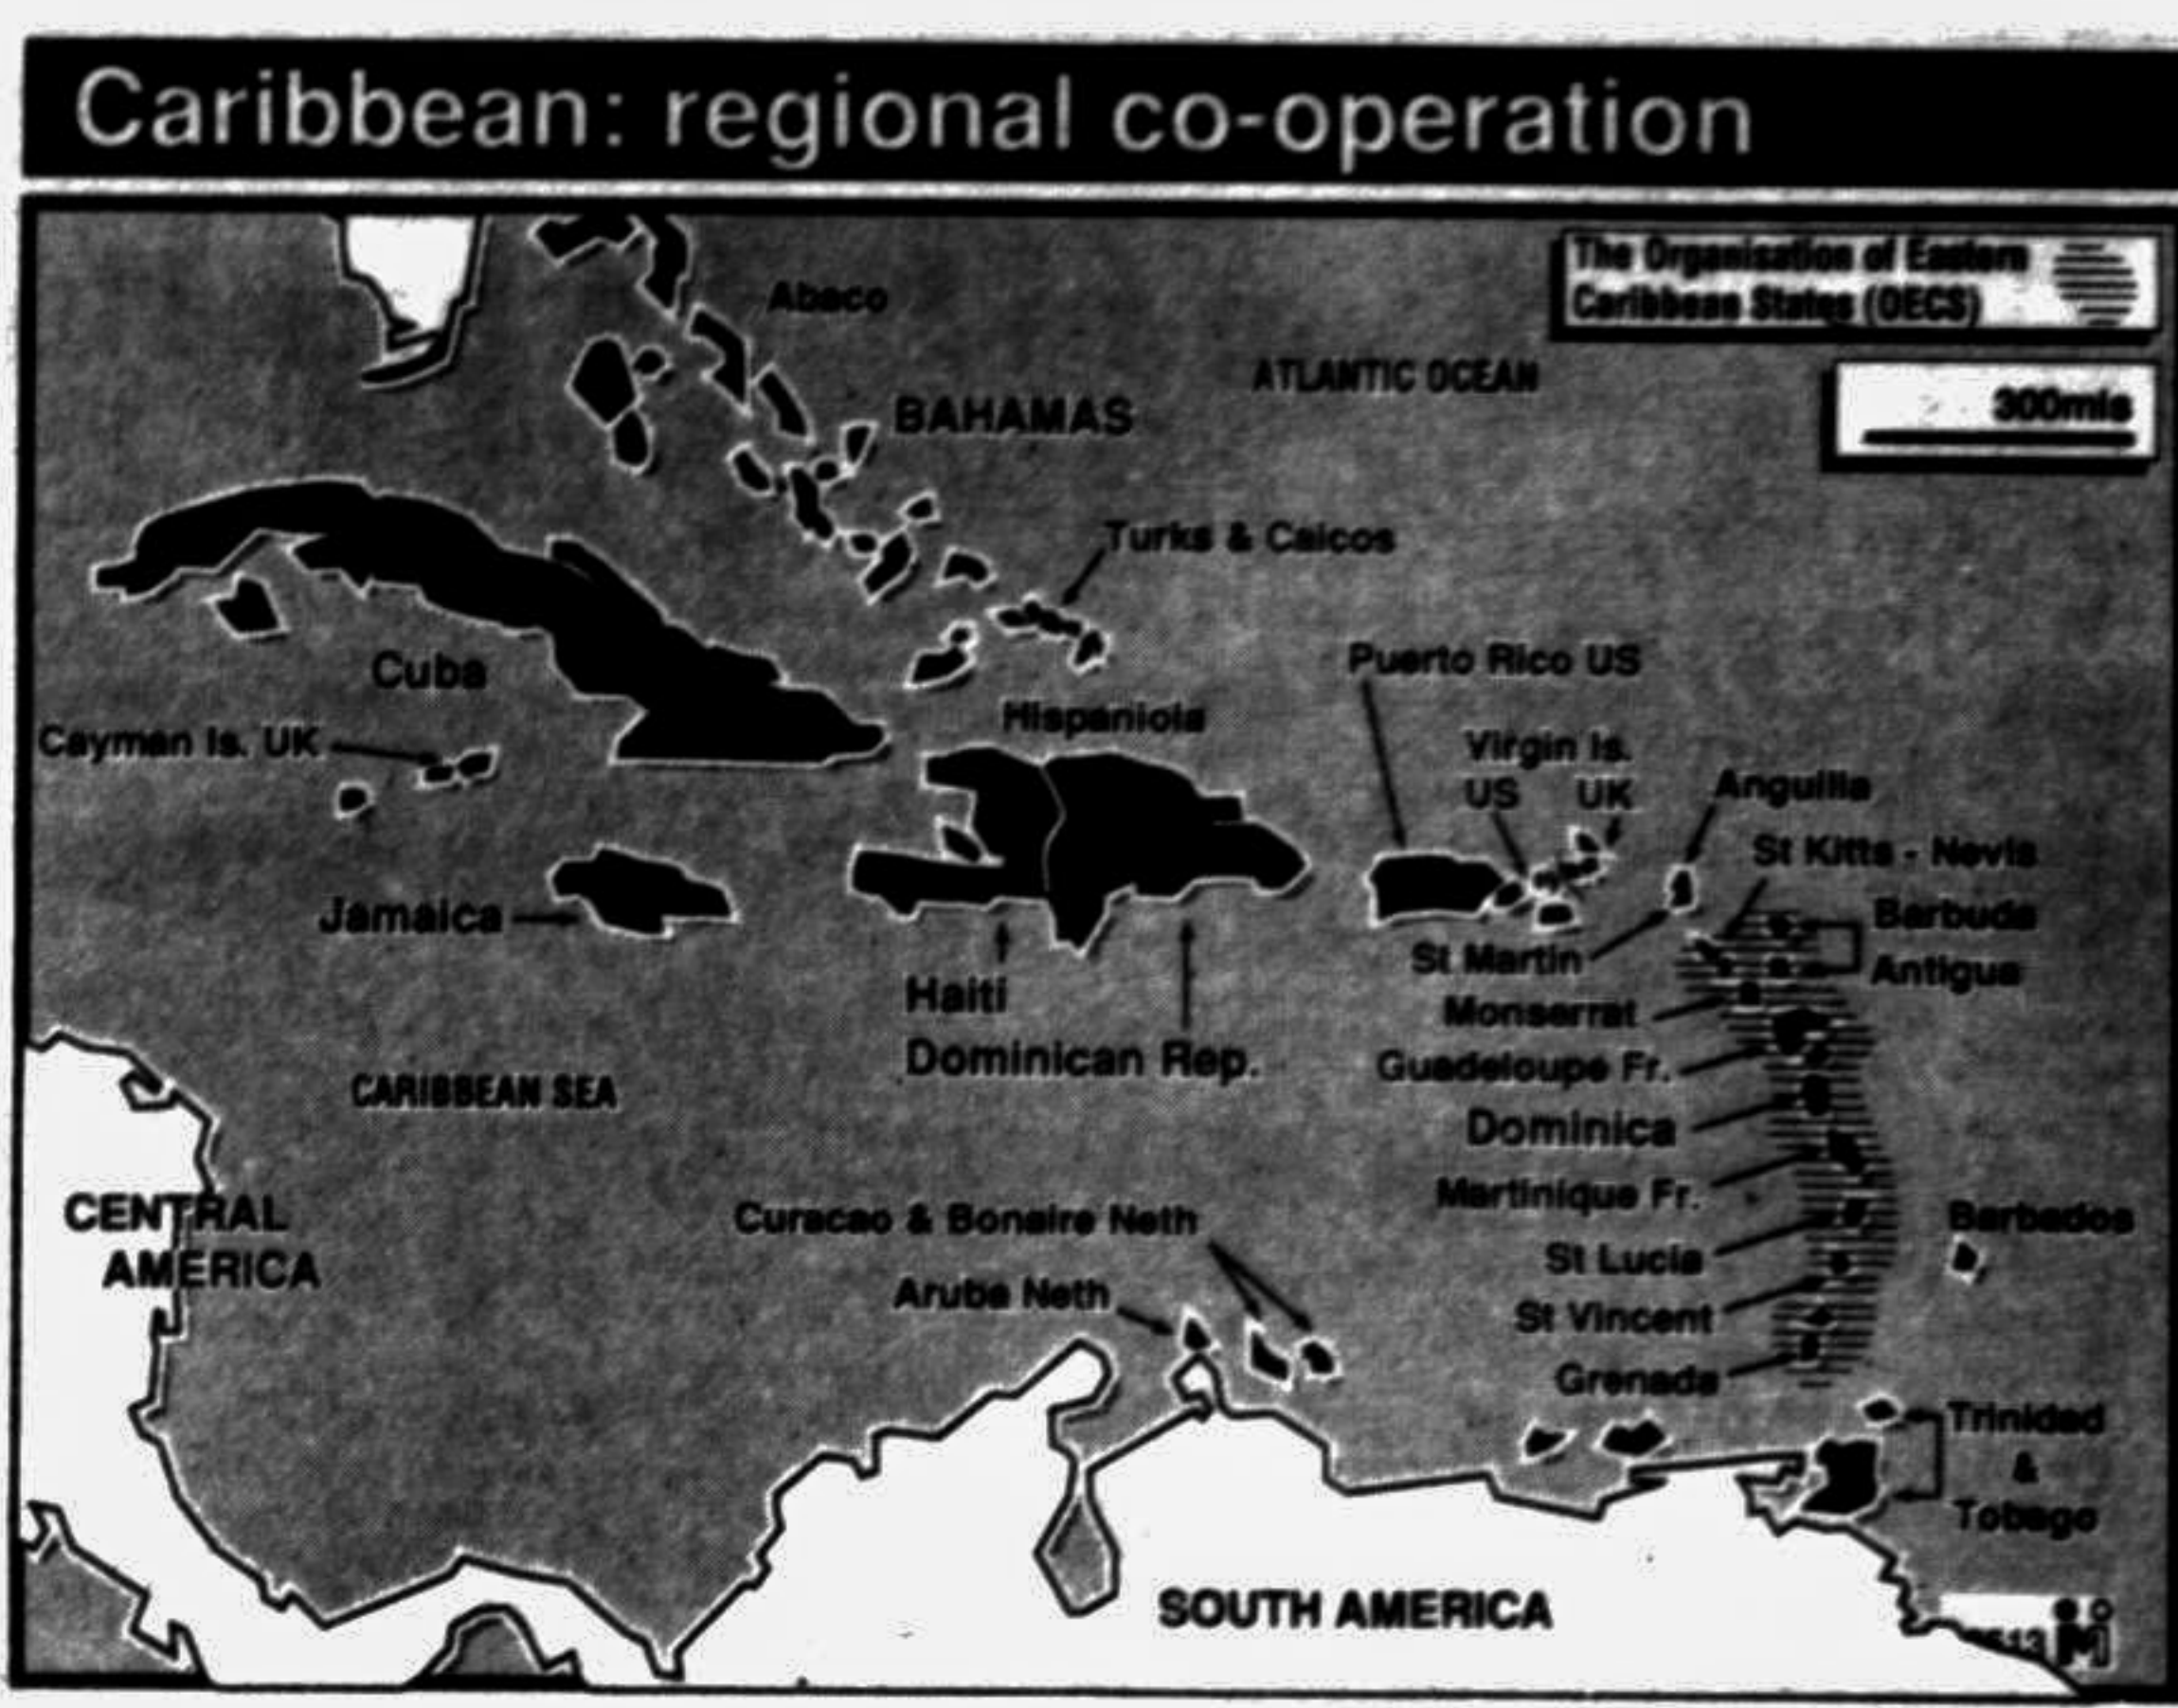 Caribbean: regional co-operation
The Organisation of Eastern
Caribbean States (OECS)
300mls
Abaco
ATLANTIC OCEAN
BAHAMAS
Turks & Caicos
Cuba
Puerto Rico US
Hispaniola
Cayman Is. UK
Virgin Is.
US UK
Anguilla
St Kitts - Nevis
Jamaica
Barbuda
St Martin
Antigua
Haiti
Monserrat
Dominican Rep.
Guadeloupe Fr.
CARIBBEAN SEA
Dominica
Martinique Fr.
CENTRAL
AMERICA
Curacao & Bonaire Neth
Barbados
St Lucia
Aruba Neth
St Vincent
Grenada
Trinidad
&
Tobago
SOUTH AMERICA